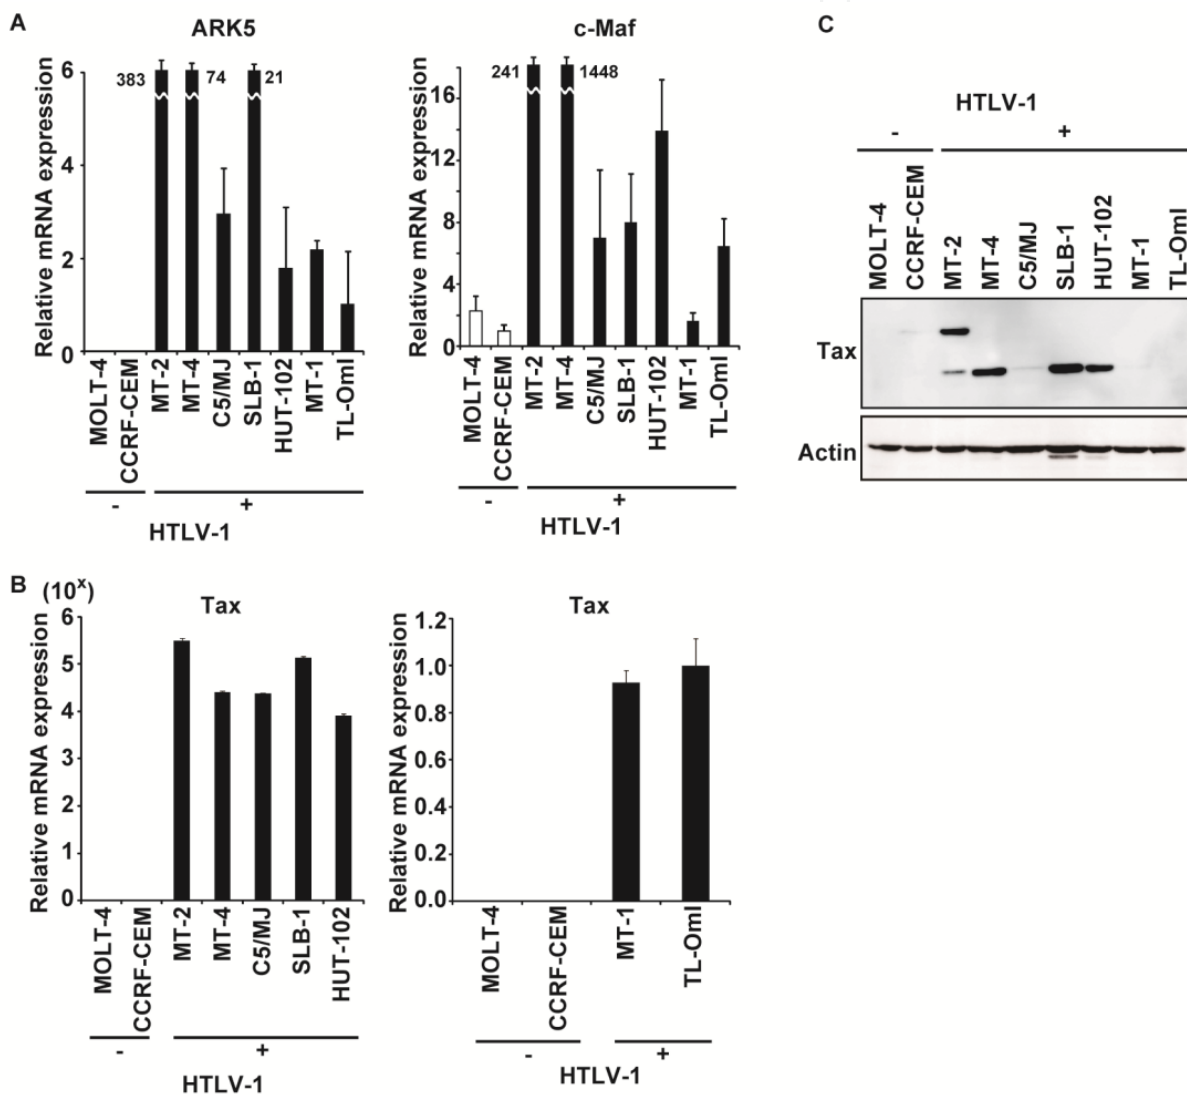 A
ARK5
Relative mRNA expression
6
4
2
0
383
74
21
MOLT-4
CCRF-CEM
MT-2
MT-4
C5/MJ
SLB-1
HUT-102
MT-1
TL-OmI
-
+
HTLV-1
c-Maf
Relative mRNA expression
16
12
8
4
0
241
1448
MOLT-4
CCRF-CEM
MT-2
MT-4
C5/MJ
SLB-1
HUT-102
MT-1
TL-OmI
-
+
HTLV-1
C
HTLV-1
-
+
MOLT-4
CCRF-CEM
MT-2
MT-4
C5/MJ
SLB-1
HUT-102
MT-1
TL-OmI
Tax
Actin
B
(10ˣ)
Tax
Relative mRNA expression
6
5
4
3
2
1
0
MOLT-4
CCRF-CEM
MT-2
MT-4
C5/MJ
SLB-1
HUT-102
-
+
HTLV-1
Tax
Relative mRNA expression
1.2
1.0
0.8
0.6
0.4
0.2
0.0
MOLT-4
CCRF-CEM
MT-1
TL-OmI
-
+
HTLV-1